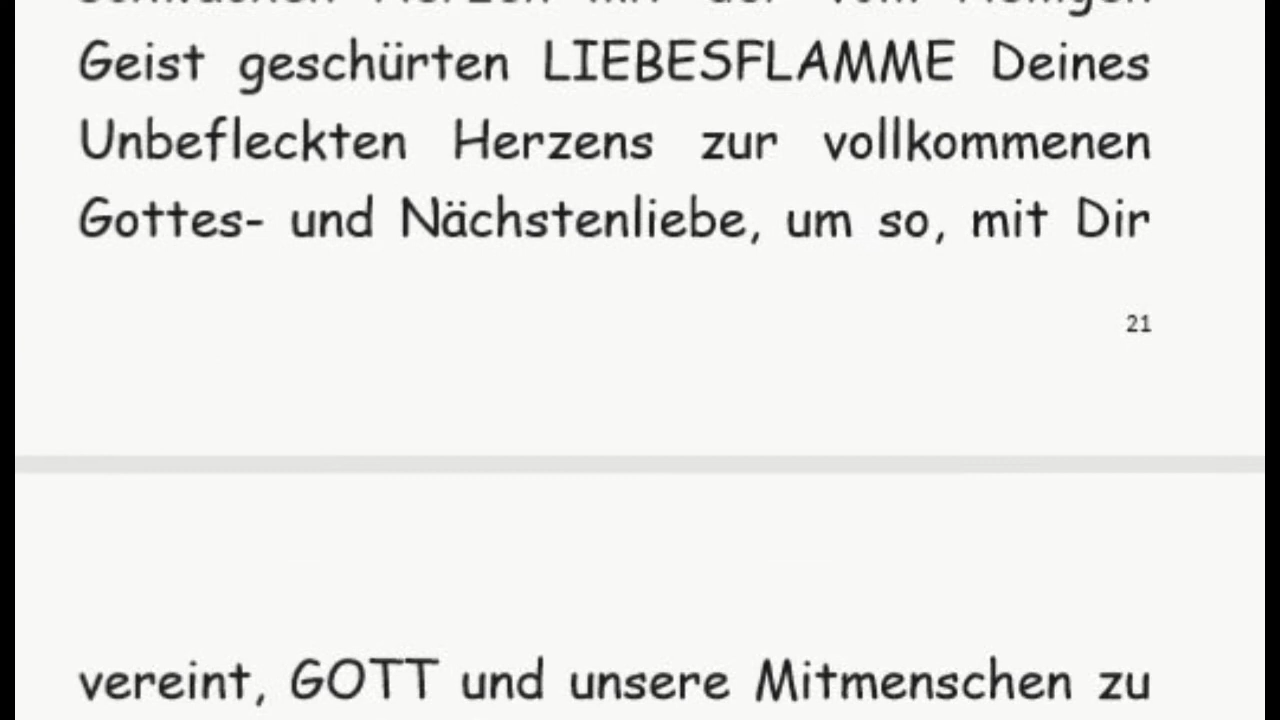 Geist geschürten LIEBESFLAMME Deines
Unbefleckten Herzens zur vollkommenen
Gottes- und Nächstenliebe, um so, mit Dir
21
vereint, GOTT und unsere Mitmenschen zu